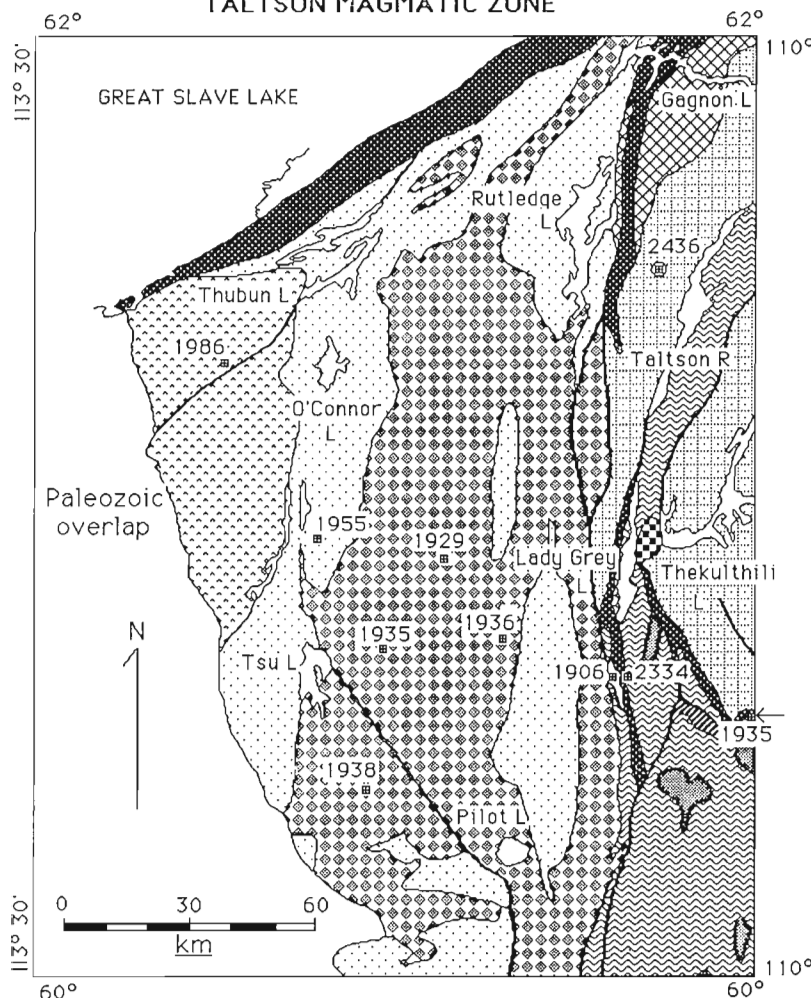 TALTSON MAGMATIC ZONE
62°
62°
113° 30'
110°
GREAT SLAVE LAKE
Gagnon L
Rutledge
L
2436
Thubun L
1986
Taltson R
O'Connor
L
Paleozoic
overlap
1955
1929
Lady Grey
L
Thekulthili
L
N
1935
1936
Tsu L
1906
2334
1935
1938
Pilot L
0 30 60
km
113° 30'
110°
60°
60°